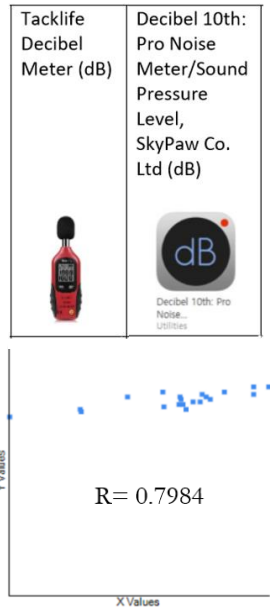 Tacklife
Decibel
Meter (dB)
Decibel 10th:
Pro Noise
Meter/Sound
Pressure
Level,
SkyPaw Co.
Ltd (dB)
dB
Decibel 10th: Pro
Noise...
Utilities
R= 0.7984
Y Values
X Values